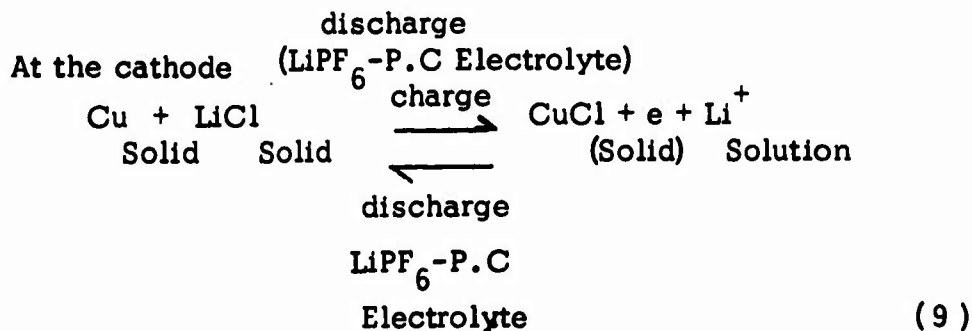 discharge
At the cathode (LiPF6-P.C Electrolyte)
charge
Cu + LiCl ⇌ CuCl + e + Li+
Solid Solid (Solid) Solution
discharge
LiPF6-P.C
Electrolyte (9)